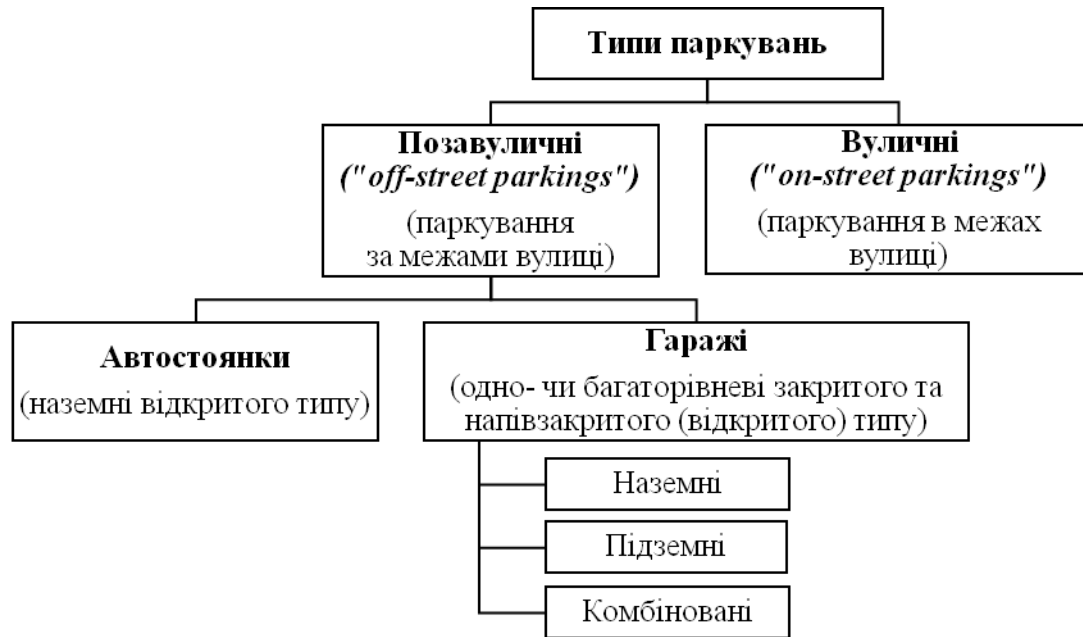 Типи паркувань
Позавуличні
("off-street parkings")
(паркування
за межами вулиці)
Вуличні
("on-street parkings")
(паркування в межах
вулиці)
Автостоянки
(наземні відкритого типу)
Гаражі
(одно- чи багаторівневі закритого та
напівзакритого (відкритого) типу)
Наземні
Підземні
Комбіновані